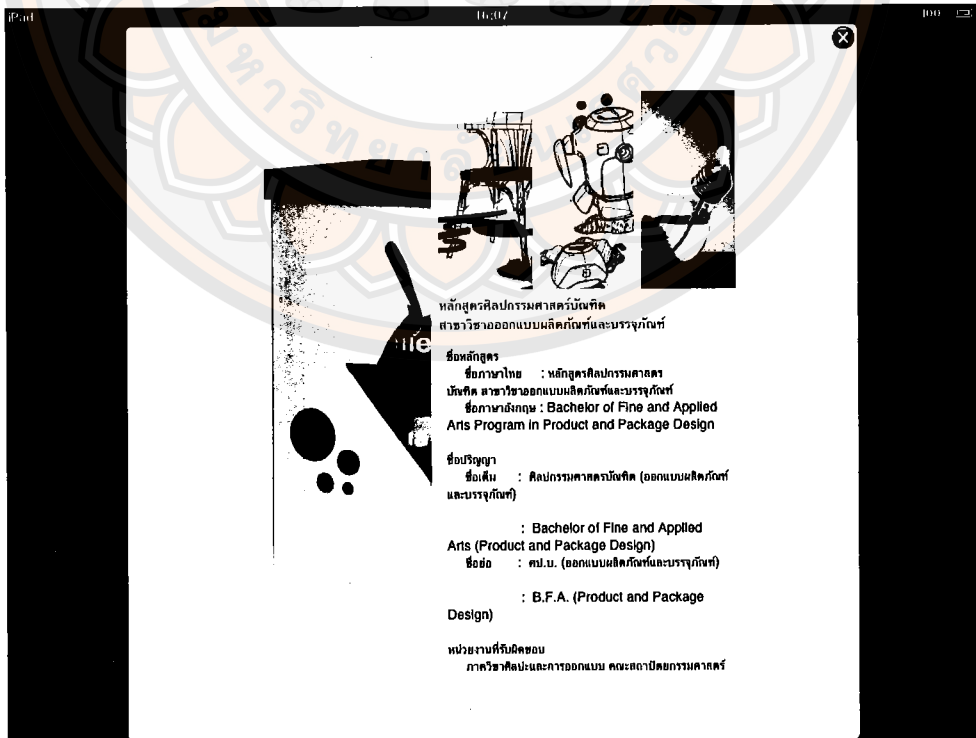 iPad
16:07
100
หลักสูตรศิลปกรรมศาสตร์บัณฑิต
สาขาวิชาอออกแบบผลิตภัณฑ์และบรรจุภัณฑ์
ชื่อหลักสูตร
ชื่อภาษาไทย : หลักสูตรศิลปกรรมศาสตร
บัณฑิต สาขาวิชาออกแบบผลิตภัณฑ์และบรรจุภัณฑ์
ชื่อภาษาอังกฤษ : Bachelor of Fine and Applied
Arts Program in Product and Package Design
ชื่อปริญญา
ชื่อเต็ม : ศิลปกรรมศาสตรบัณฑิต (ออกแบบผลิตภัณฑ์
และบรรจุภัณฑ์)
: Bachelor of Fine and Applied
Arts (Product and Package Design)
ชื่อย่อ : ศป.บ. (ออกแบบผลิตภัณฑ์และบรรจุภัณฑ์)
: B.F.A. (Product and Package
Design)
หน่วยงานที่รับผิดชอบ
ภาควิชาศิลปะและการออกแบบ คณะสถาปัตยกรรมศาสตร์